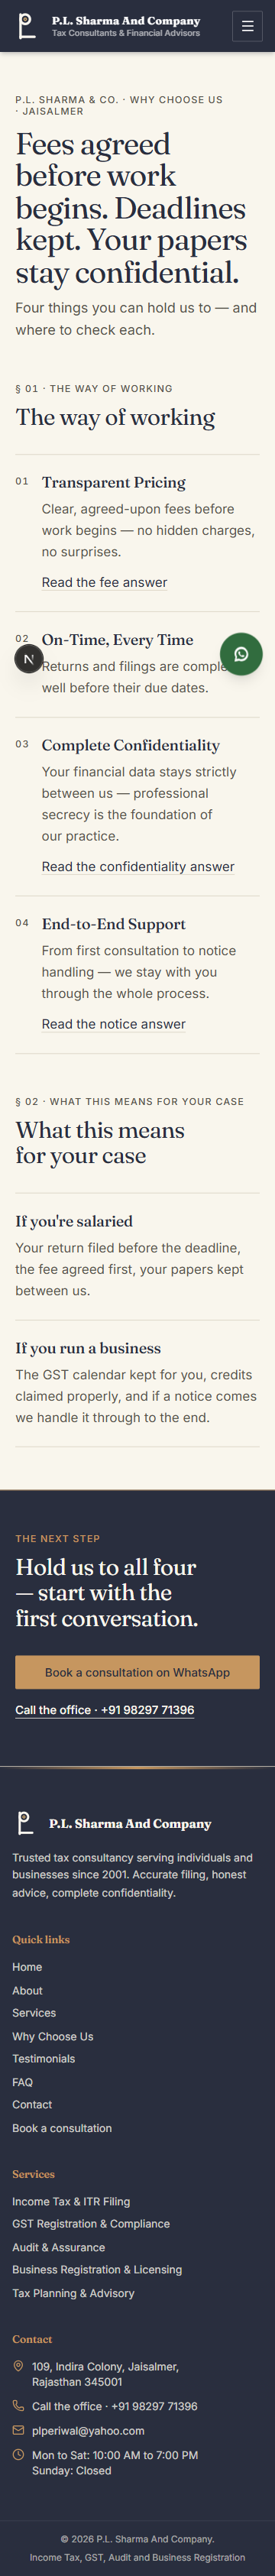 P.L. Sharma And Company
Tax Consultants & Financial Advisors
P.L. SHARMA & CO. · WHY CHOOSE US
· JAISALMER
Fees agreed
before work
begins. Deadlines
kept. Your papers
stay confidential.
Four things you can hold us to — and
where to check each.
§ 01 · THE WAY OF WORKING
The way of working
01 Transparent Pricing
Clear, agreed-upon fees before
work begins — no hidden charges,
no surprises.
Read the fee answer
02 On-Time, Every Time
N
Returns and filings are
well before their due dates.
03 Complete Confidentiality
Your financial data stays strictly
between us — professional
secrecy is the foundation of
our practice.
Read the confidentiality answer
04 End-to-End Support
From first consultation to notice
handling — we stay with you
through the whole process.
Read the notice answer
§ 02 · WHAT THIS MEANS FOR YOUR CASE
What this means
for your case
If you're salaried
Your return filed before the deadline,
the fee agreed first, your papers kept
between us.
If you run a business
The GST calendar kept for you, credits
claimed properly, and if a notice comes
we handle it through to the end.
THE NEXT STEP
Hold us to all four
— start with the
first conversation.
Book a consultation on WhatsApp
Call the office · +91 98297 71396
P.L. Sharma And Company
Trusted tax consultancy serving individuals and
businesses since 2001. Accurate filing, honest
advice, complete confidentiality.
Quick links
Home
About
Services
Why Choose Us
Testimonials
FAQ
Contact
Book a consultation
Services
Income Tax & ITR Filing
GST Registration & Compliance
Audit & Assurance
Business Registration & Licensing
Tax Planning & Advisory
Contact
109, Indira Colony, Jaisalmer,
Rajasthan 345001
Call the office · +91 98297 71396
plperiwal@yahoo.com
Mon to Sat: 10:00 AM to 7:00 PM
Sunday: Closed
© 2026 P.L. Sharma And Company.
Income Tax, GST, Audit and Business Registration